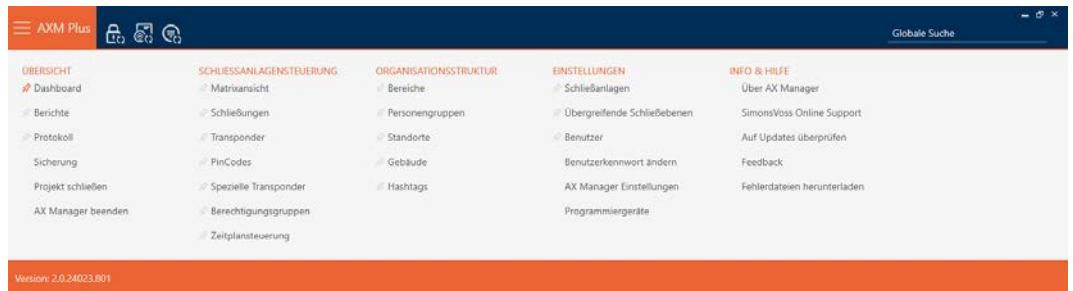 AXM Plus
Globale Suche
ÜBERSICHT
Dashboard
Berichte
Protokoll
Sicherung
Projekt schließen
AX Manager beenden
SCHLIESSANLAGENSTEUERUNG
Matrixansicht
Schließungen
Transponder
PinCodes
Spezielle Transponder
Berechtigungsgruppen
Zeitplansteuerung
ORGANISATIONSSTRUKTUR
Bereiche
Personengruppen
Standorte
Gebäude
Hashtags
EINSTELLUNGEN
Schließanlagen
Übergreifende Schließebenen
Benutzer
Benutzerkennwort ändern
AX Manager Einstellungen
Programmiergeräte
INFO & HILFE
Über AX Manager
SimonsVoss Online Support
Auf Updates überprüfen
Feedback
Fehlerdateien herunterladen
Version: 2.0.24023.801